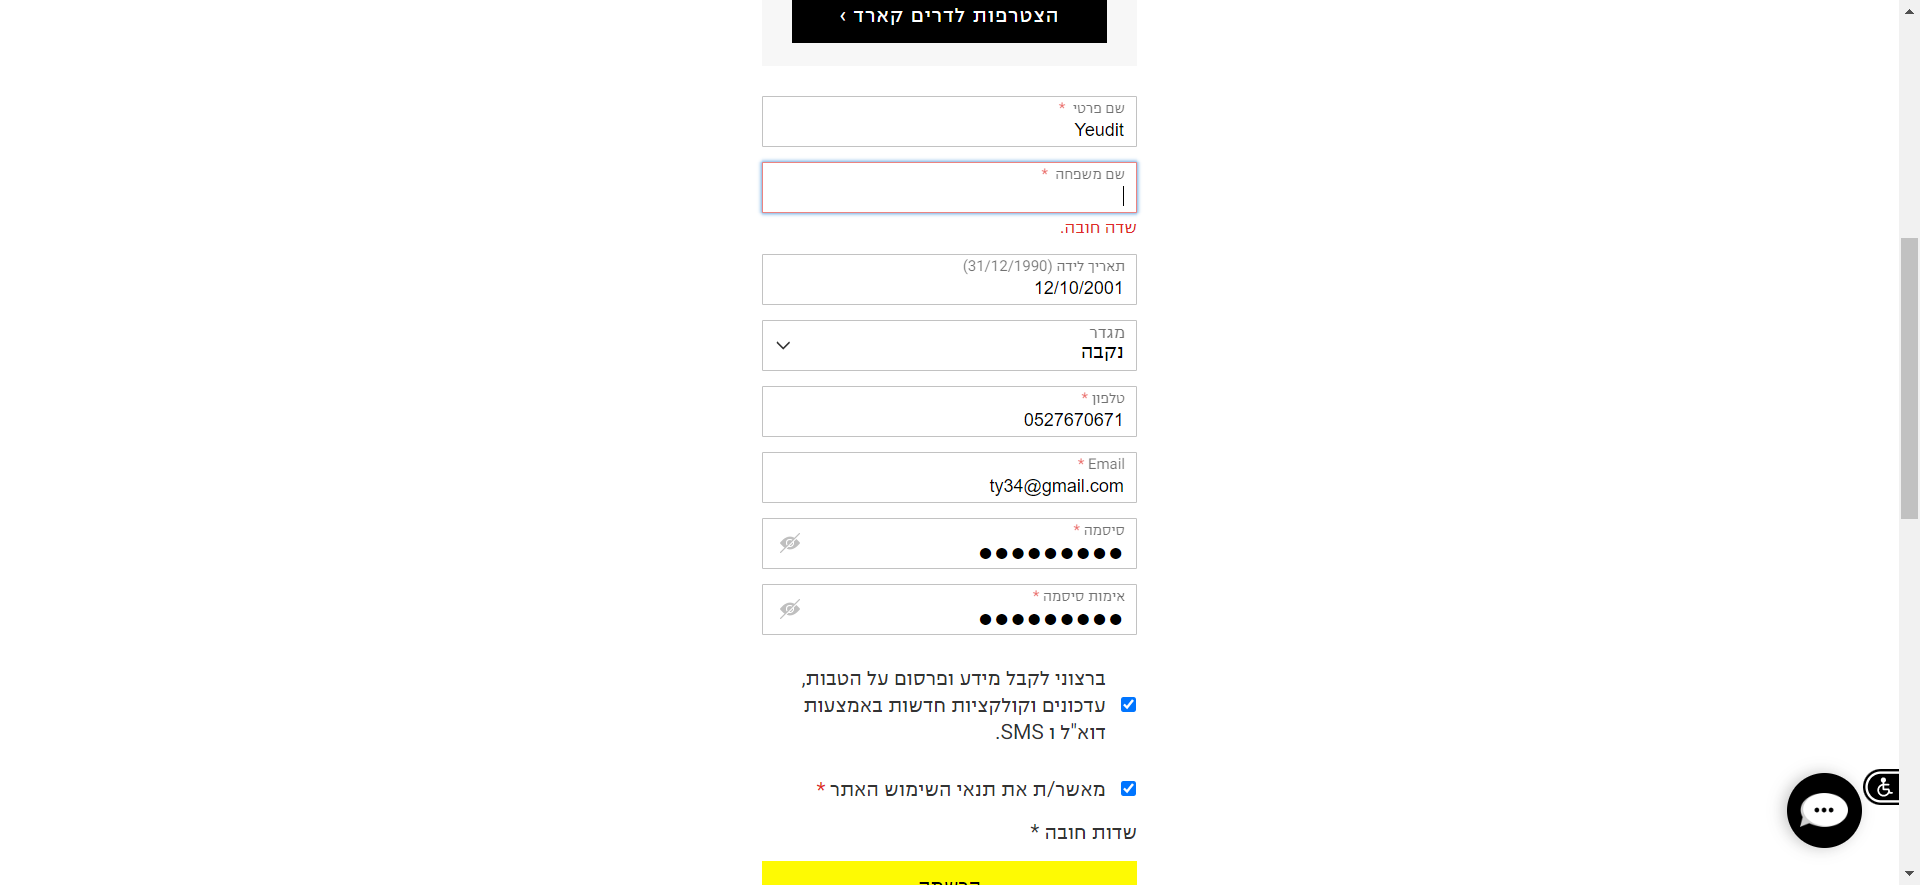 הצטרפות לדרים קארד ›
שם פרטי *
Yeudit
שם משפחה *
שדה חובה.
תאריך לידה (31/12/1990)
12/10/2001
מגדר
נקבה
טלפון *
0527670671
Email *
ty34@gmail.com
סיסמה *
●●●●●●●●●
אימות סיסמה *
●●●●●●●●●
ברצוני לקבל מידע ופרסום על הטבות,
עדכונים וקולקציות חדשות באמצעות
דוא"ל ו SMS.
מאשר/ת את תנאי השימוש האתר *
שדות חובה *